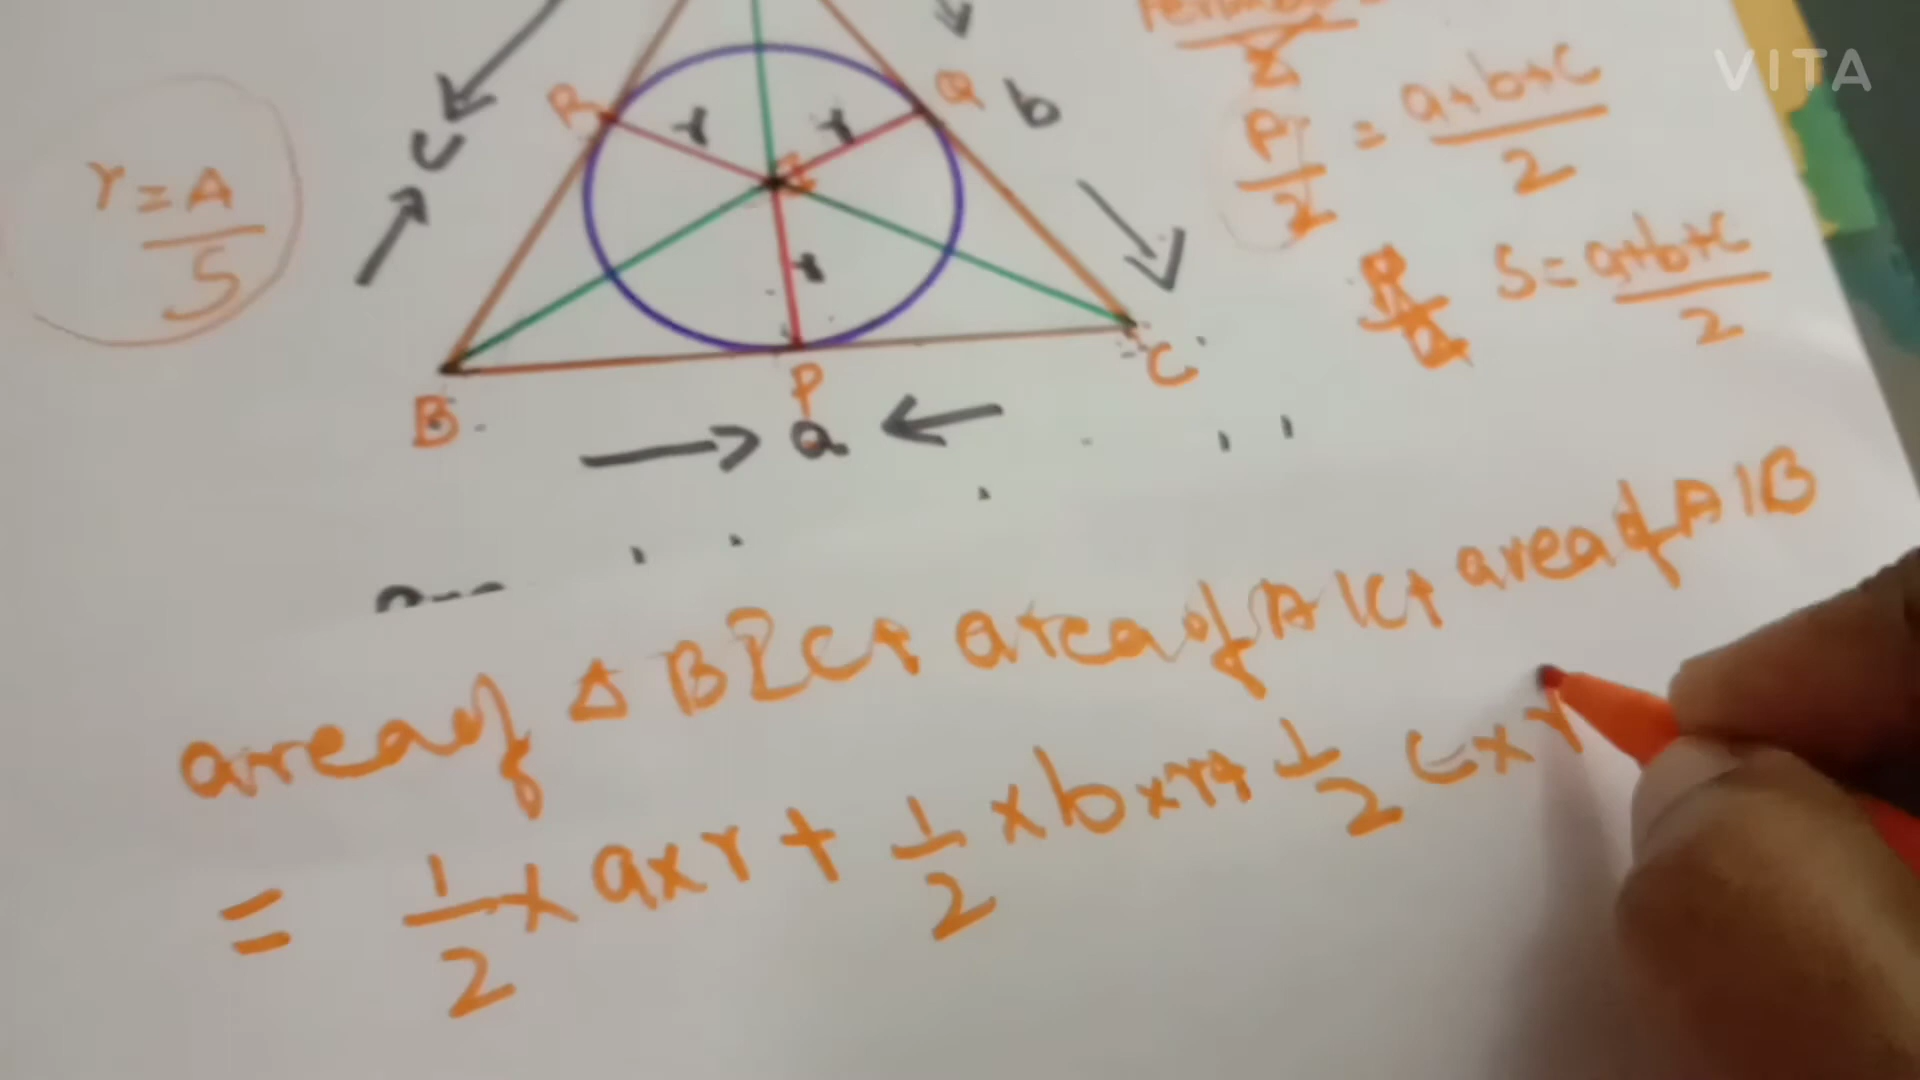 VITA
P/2 = a+b+c/2
S = a+b+c/2
r = A/S
R
Q
b
c
r
r
I
r
B
P
C
a
area of Δ BIC + area of AIC + area of AIB
= 1/2 × a×r + 1/2 × b×r + 1/2 c×r